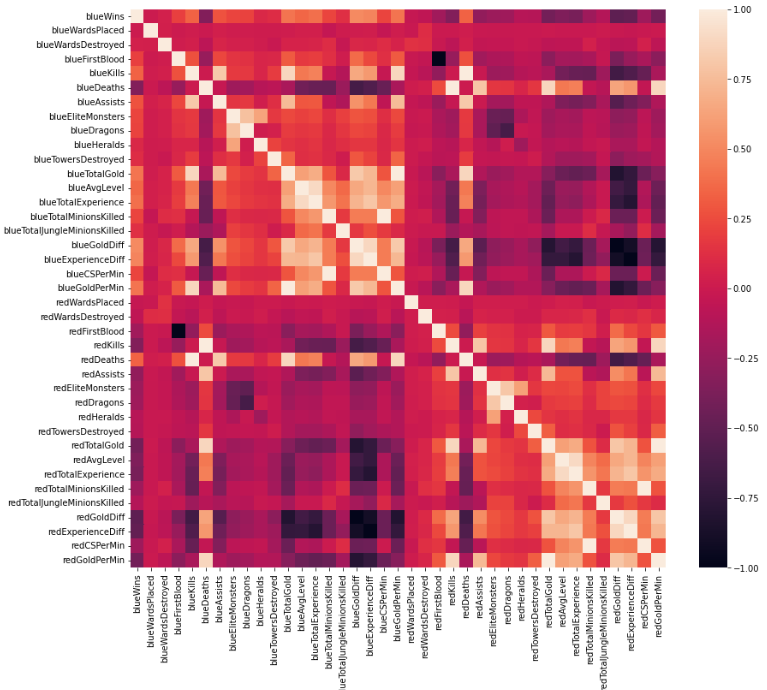 blueWins
blueWardsPlaced
blueWardsDestroyed
blueFirstBlood
blueKills
blueDeaths
blueAssists
blueEliteMonsters
blueDragons
blueHeralds
blueTowersDestroyed
blueTotalGold
blueAvgLevel
blueTotalExperience
blueTotalMinionsKilled
blueTotalJungleMinionsKilled
blueGoldDiff
blueExperienceDiff
blueCSPerMin
blueGoldPerMin
redWardsPlaced
redWardsDestroyed
redFirstBlood
redKills
redDeaths
redAssists
redEliteMonsters
redDragons
redHeralds
redTowersDestroyed
redTotalGold
redAvgLevel
redTotalExperience
redTotalMinionsKilled
redTotalJungleMinionsKilled
redGoldDiff
redExperienceDiff
redCSPerMin
redGoldPerMin
blueWins
blueWardsPlaced
blueWardsDestroyed
blueFirstBlood
blueKills
blueDeaths
blueAssists
blueEliteMonsters
blueDragons
blueHeralds
blueTowersDestroyed
blueTotalGold
blueAvgLevel
blueTotalExperience
blueTotalMinionsKilled
lueTotalJungleMinionsKilled
blueGoldDiff
blueExperienceDiff
blueCSPerMin
blueGoldPerMin
redWardsPlaced
redWardsDestroyed
redFirstBlood
redKills
redDeaths
redAssists
redEliteMonsters
redDragons
redHeralds
redTowersDestroyed
redTotalGold
redAvgLevel
redTotalExperience
redTotalMinionsKilled
edTotalJungleMinionsKilled
redGoldDiff
redExperienceDiff
redCSPerMin
redGoldPerMin
1.00
0.75
0.50
0.25
0.00
−0.25
−0.50
−0.75
−1.00